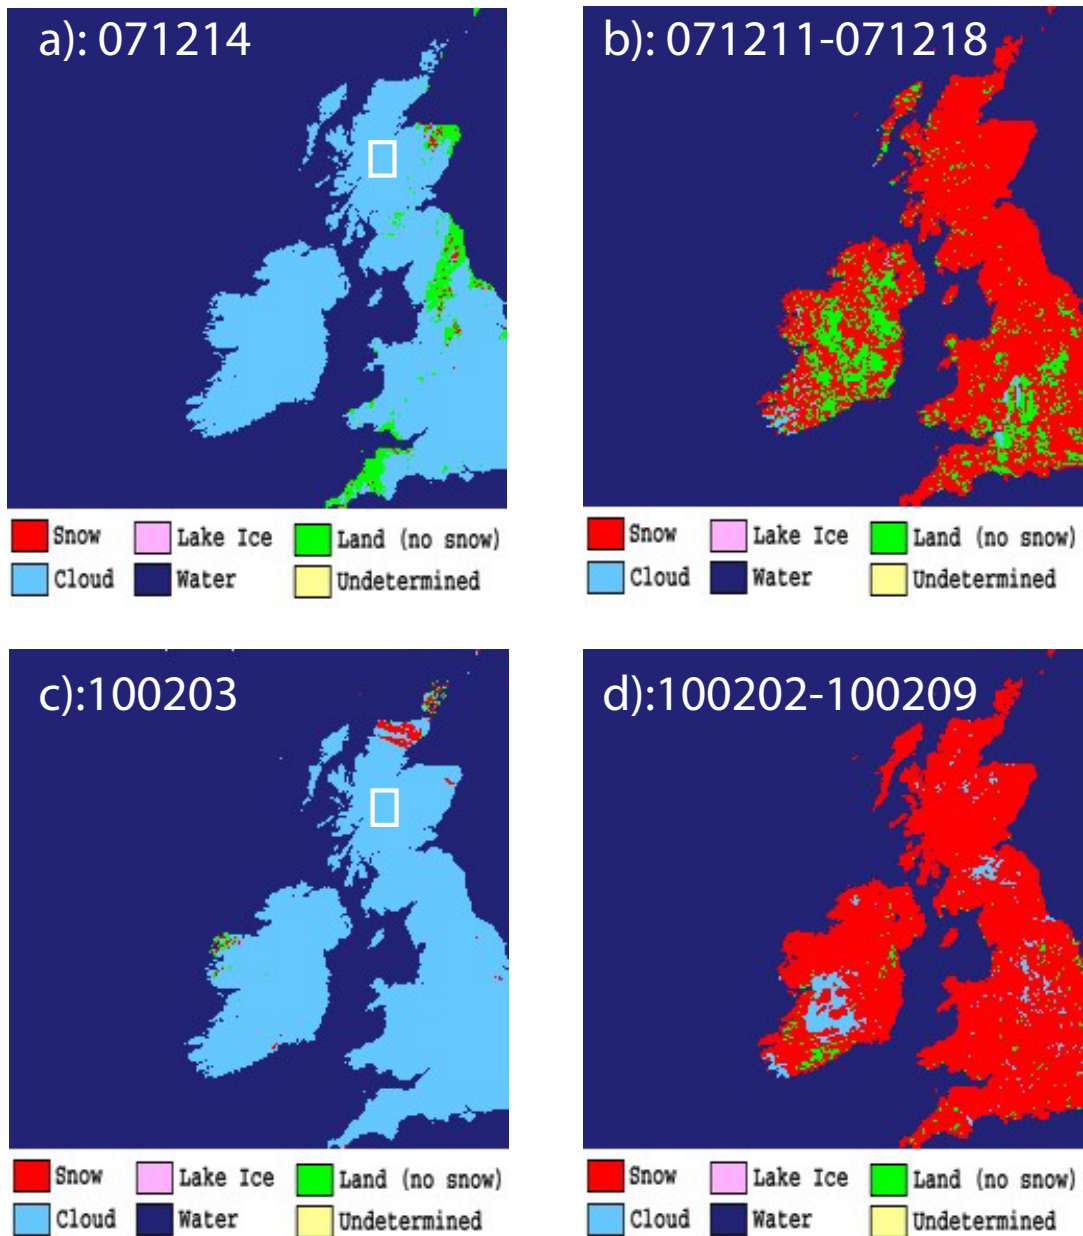 a): 071214
b): 071211-071218
Snow Lake Ice Land (no snow)
Cloud Water Undetermined
Snow Lake Ice Land (no snow)
Cloud Water Undetermined
c):100203
d):100202-100209
Snow Lake Ice Land (no snow)
Cloud Water Undetermined
Snow Lake Ice Land (no snow)
Cloud Water Undetermined